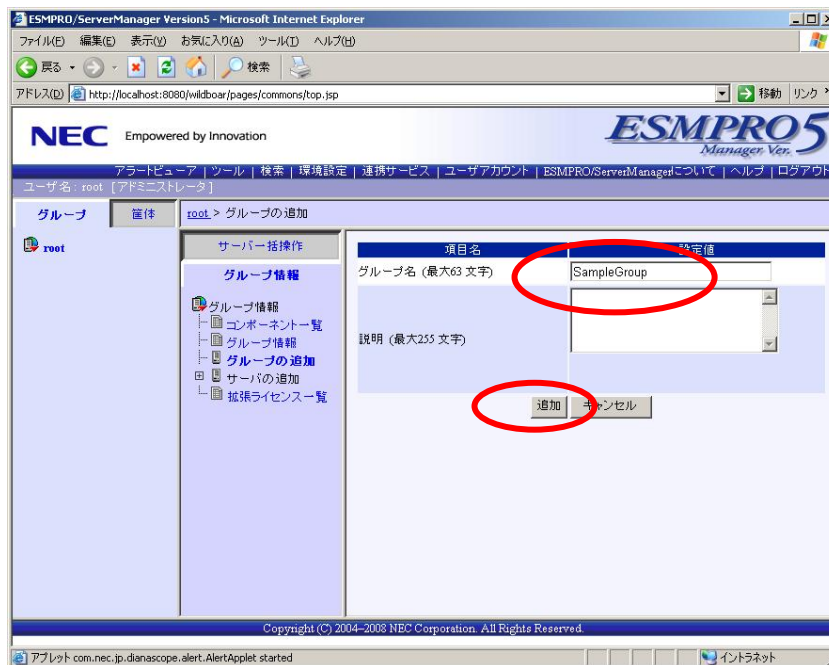 ESMPRO/ServerManager Version5 - Microsoft Internet Explorer
ファイル(F) 編集(E) 表示(V) お気に入り(A) ツール(T) ヘルプ(H)
戻る 検索
アドレス(D) http://localhost:8080/wildboar/pages/commons/top.jsp 移動 リンク
NEC Empowered by Innovation ESMPRO5
Manager, Ver.
アラートビューア | ツール | 検索 | 環境設定 | 連携サービス | ユーザアカウント | ESMPRO/ServerManagerについて | ヘルプ | ログアウト
ユーザ名 : root [アドミニストレータ]
グループ 筐体 root > グループの追加
root
サーバ一括操作
グループ情報
グループ情報
コンポーネント一覧
グループ情報
グループの追加
サーバの追加
拡張ライセンス一覧
項目名 設定値
グループ名 (最大63 文字) SampleGroup
説明 (最大255 文字)
追加 キャンセル
Copyright (C) 2004-2008 NEC Corporation. All Rights Reserved.
アプレット com.nec.jp.dianascope.alert.AlertApplet started イントラネット